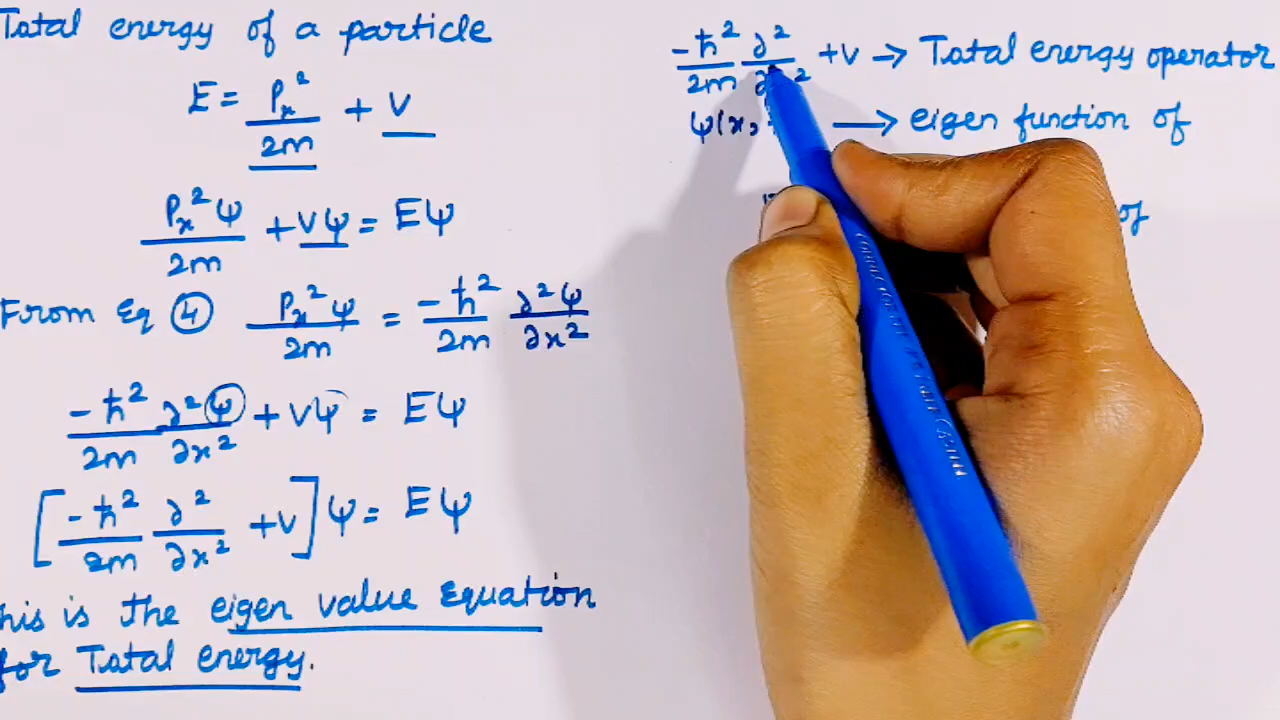 Total energy of a particle
E = Pₓ²/2m + V
Pₓ²ψ/2m + Vψ = Eψ
From Eq ④ Pₓ²ψ/2m = -ħ²/2m ∂²ψ/∂x²
-ħ²/2m ∂²ψ/∂x² + Vψ = Eψ
[-ħ²/2m ∂²/∂x² + V]ψ = Eψ
his is the eigen value Equation
for Total energy.
-ħ²/2m ∂²/∂x² + V → Total energy operator
ψ(x, → eigen function of
of